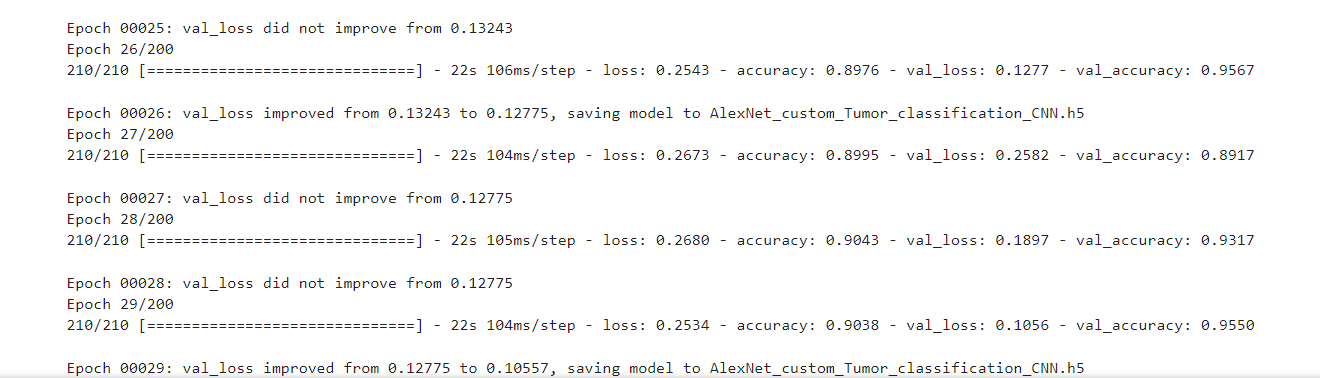 Epoch 00025: val_loss did not improve from 0.13243
Epoch 26/200
210/210 [==============================] - 22s 106ms/step - loss: 0.2543 - accuracy: 0.8976 - val_loss: 0.1277 - val_accuracy: 0.9567
Epoch 00026: val_loss improved from 0.13243 to 0.12775, saving model to AlexNet_custom_Tumor_classification_CNN.h5
Epoch 27/200
210/210 [==============================] - 22s 104ms/step - loss: 0.2673 - accuracy: 0.8995 - val_loss: 0.2582 - val_accuracy: 0.8917
Epoch 00027: val_loss did not improve from 0.12775
Epoch 28/200
210/210 [==============================] - 22s 105ms/step - loss: 0.2680 - accuracy: 0.9043 - val_loss: 0.1897 - val_accuracy: 0.9317
Epoch 00028: val_loss did not improve from 0.12775
Epoch 29/200
210/210 [==============================] - 22s 104ms/step - loss: 0.2534 - accuracy: 0.9038 - val_loss: 0.1056 - val_accuracy: 0.9550
Epoch 00029: val_loss improved from 0.12775 to 0.10557, saving model to AlexNet_custom_Tumor_classification_CNN.h5